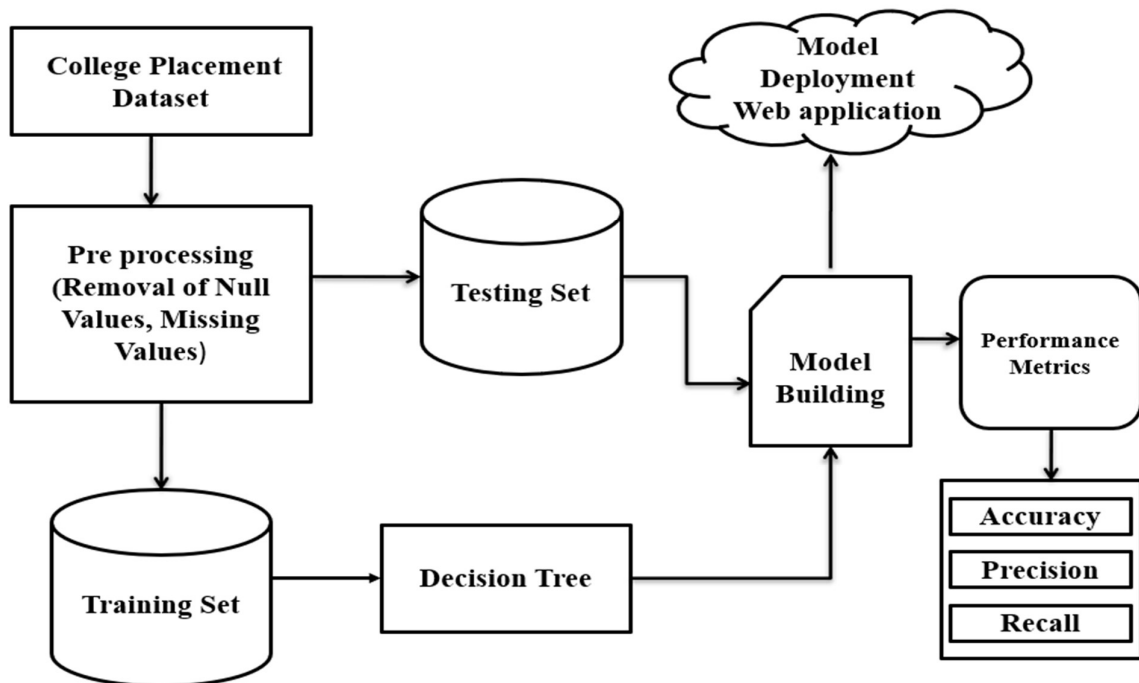 College Placement
Dataset
Model
Deployment
Web application
Pre processing
(Removal of Null
Values, Missing
Values)
Testing Set
Model
Building
Performance
Metrics
Training Set
Decision Tree
Accuracy
Precision
Recall